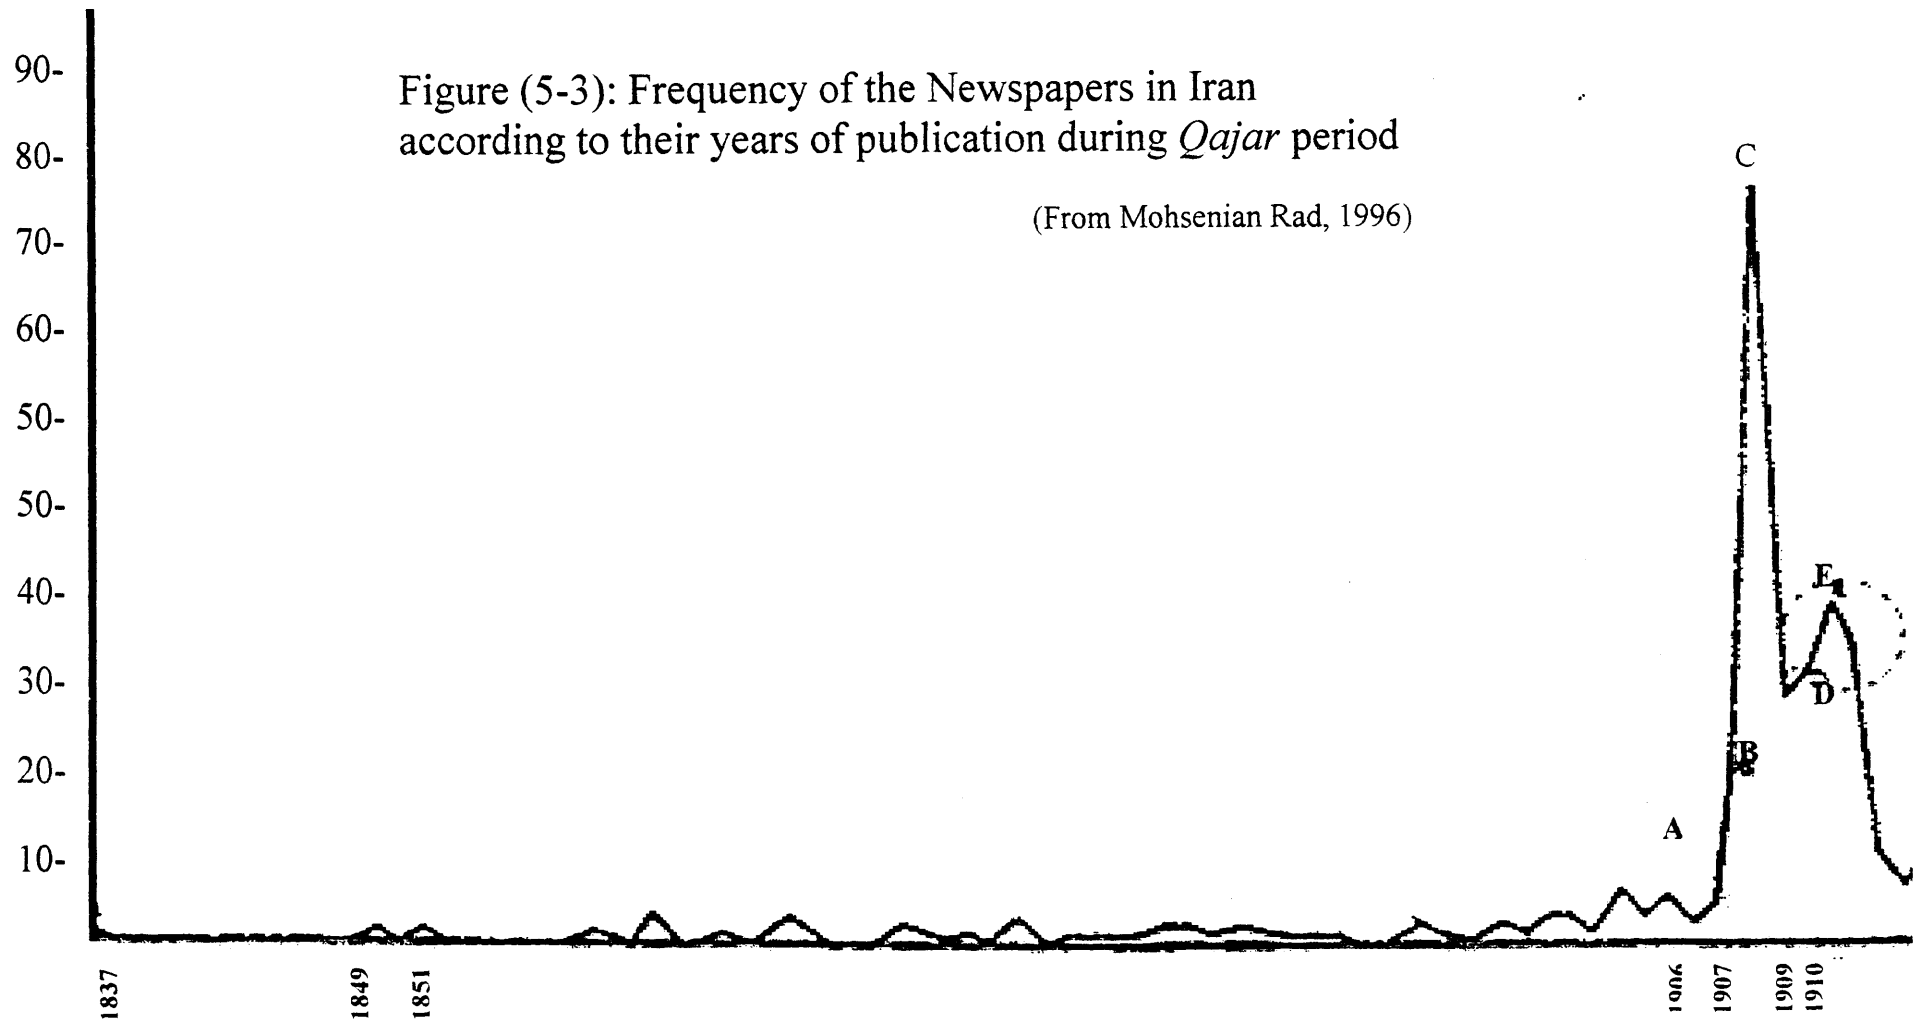 Figure (5-3): Frequency of the Newspapers in Iran
according to their years of publication during Qajar period
(From Mohsenian Rad, 1996)
90-
80-
70-
60-
50-
50-
40-
30-
20-
10-
C
E
D
B
A
1837
1849
1851
1906
1907
1909
1910